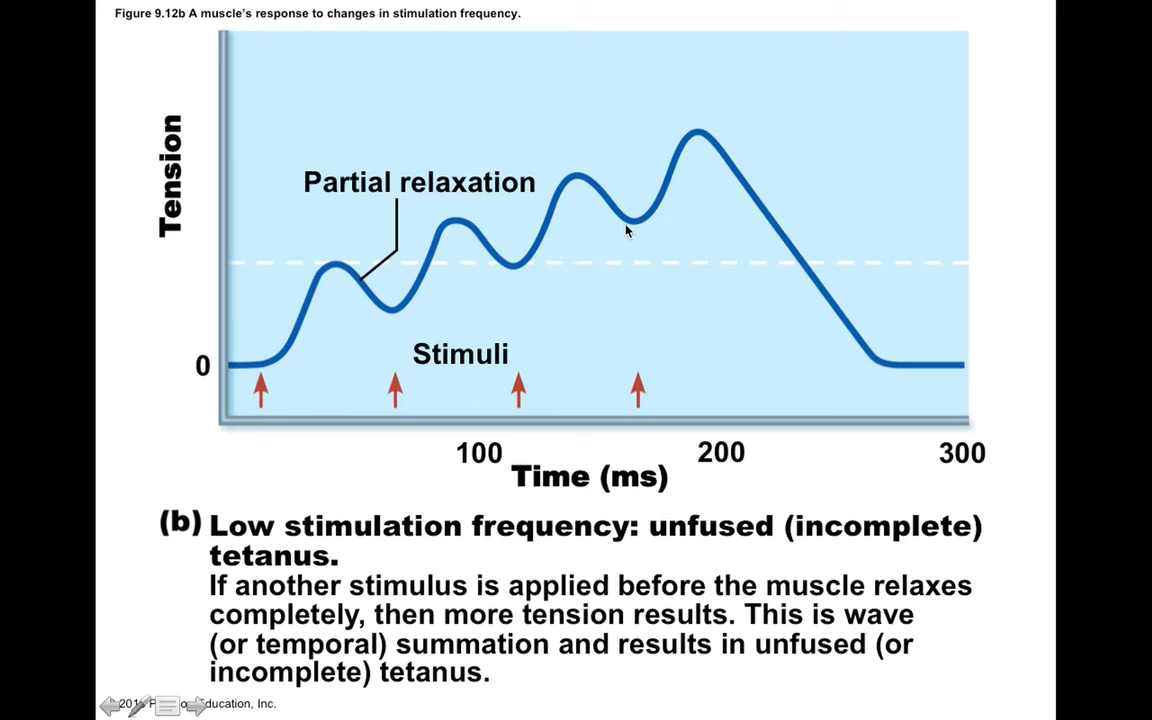 Figure 9.12b A muscle’s response to changes in stimulation frequency.
Tension
Partial relaxation
Stimuli
0
100
200
300
Time (ms)
(b) Low stimulation frequency: unfused (incomplete)
tetanus.
If another stimulus is applied before the muscle relaxes
completely, then more tension results. This is wave
(or temporal) summation and results in unfused (or
incomplete) tetanus.
Inc.